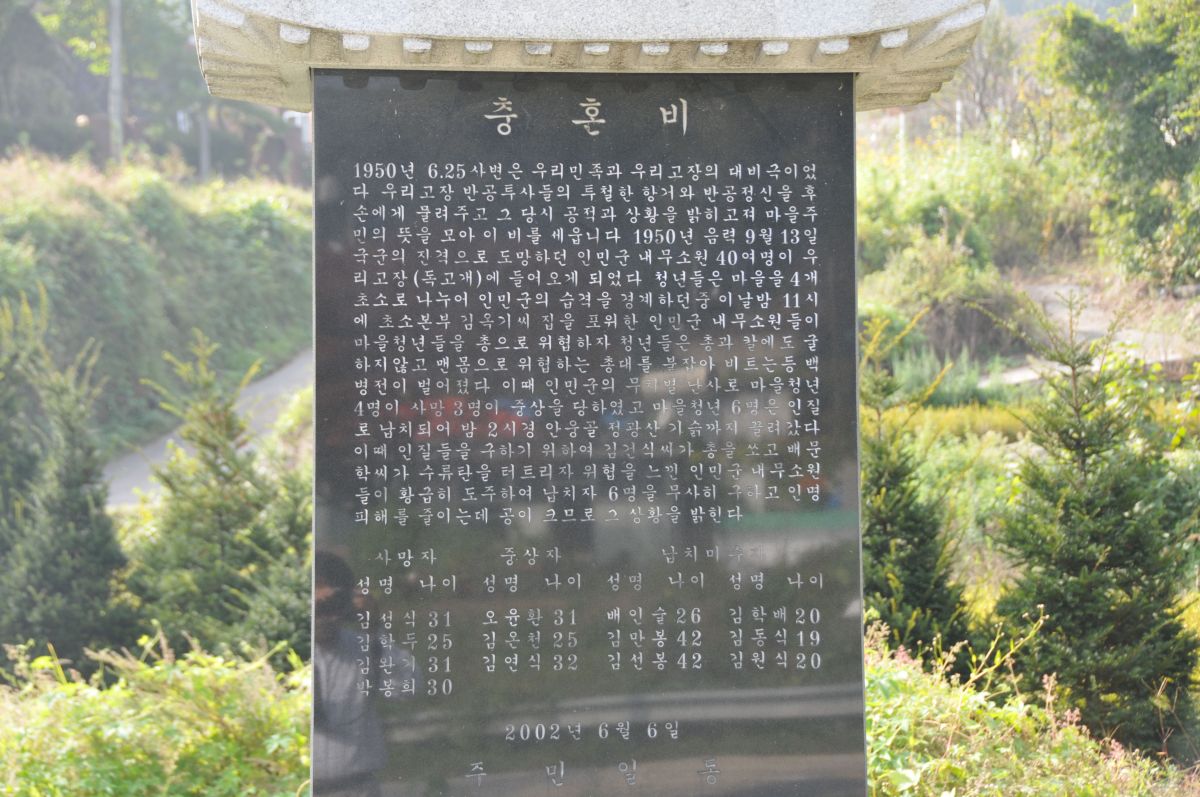 충 혼 비
1950년 6.25사변은 우리민족과 우리고장의 대비극이었
다 우리고장 반공투사들의 투철한 항거와 반공정신을 후
손에게 물려주고 그 당시 공적과 상황을 밝히고져 마을주
민의 뜻을 모아 이 비를 세웁니다 1950년 음력 9월 13일
국군의 진격으로 도망하던 인민군 내무소원 40여명이 우
리고장(독고개)에 들어오게 되었다 청년들은 마을을 4개
초소로 나누어 인민군의 습격을 경계하던중 이날밤 11시
에 초소본부 김옥기씨 집을 포위한 인민군 내무소원들이
마을청년들을 총으로 위협하자 청년들은 총과 칼에도 굴
하지않고 맨몸으로 위협하는 총대를 붙잡아 비트는등 백
병전이 벌어졌다 이때 인민군의 무차별 난사로 마을청년
4명이 사망 3명이 중상을 당하였고 마을청년 6명은 인질
로 납치되어 밤 2시경 안웅골 정광산 기슭까지 끌려갔다
이때 인질들을 구하기 위하여 김건식씨가 총을 쏘고 배문
학씨가 수류탄을 터트리자 위협을 느낀 인민군 내무소원
들이 황급히 도주하여 납치자 6명을 무사히 구하고 인명
피해를 줄이는데 공이 크므로 그 상황을 밝힌다
사망자 중상자 납치미수자
성명 나이 성명 나이 성명 나이 성명 나이
김성식 31 오윤환 31 배인슬 26 김학배 20
김학두 25 김온천 25 김만봉 42 김동식 19
김완기 31 김연식 32 김선봉 42 김원식 20
박봉희 30
2002년 6월 6일
주 민 일 동